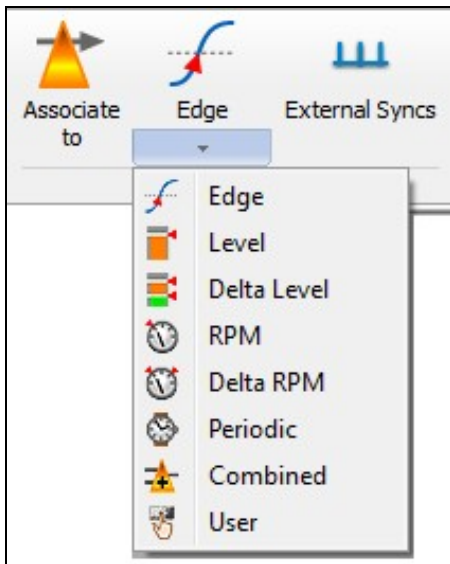 Associate to
Edge
External Syncs
Edge
Level
Delta Level
RPM
Delta RPM
Periodic
Combined
User